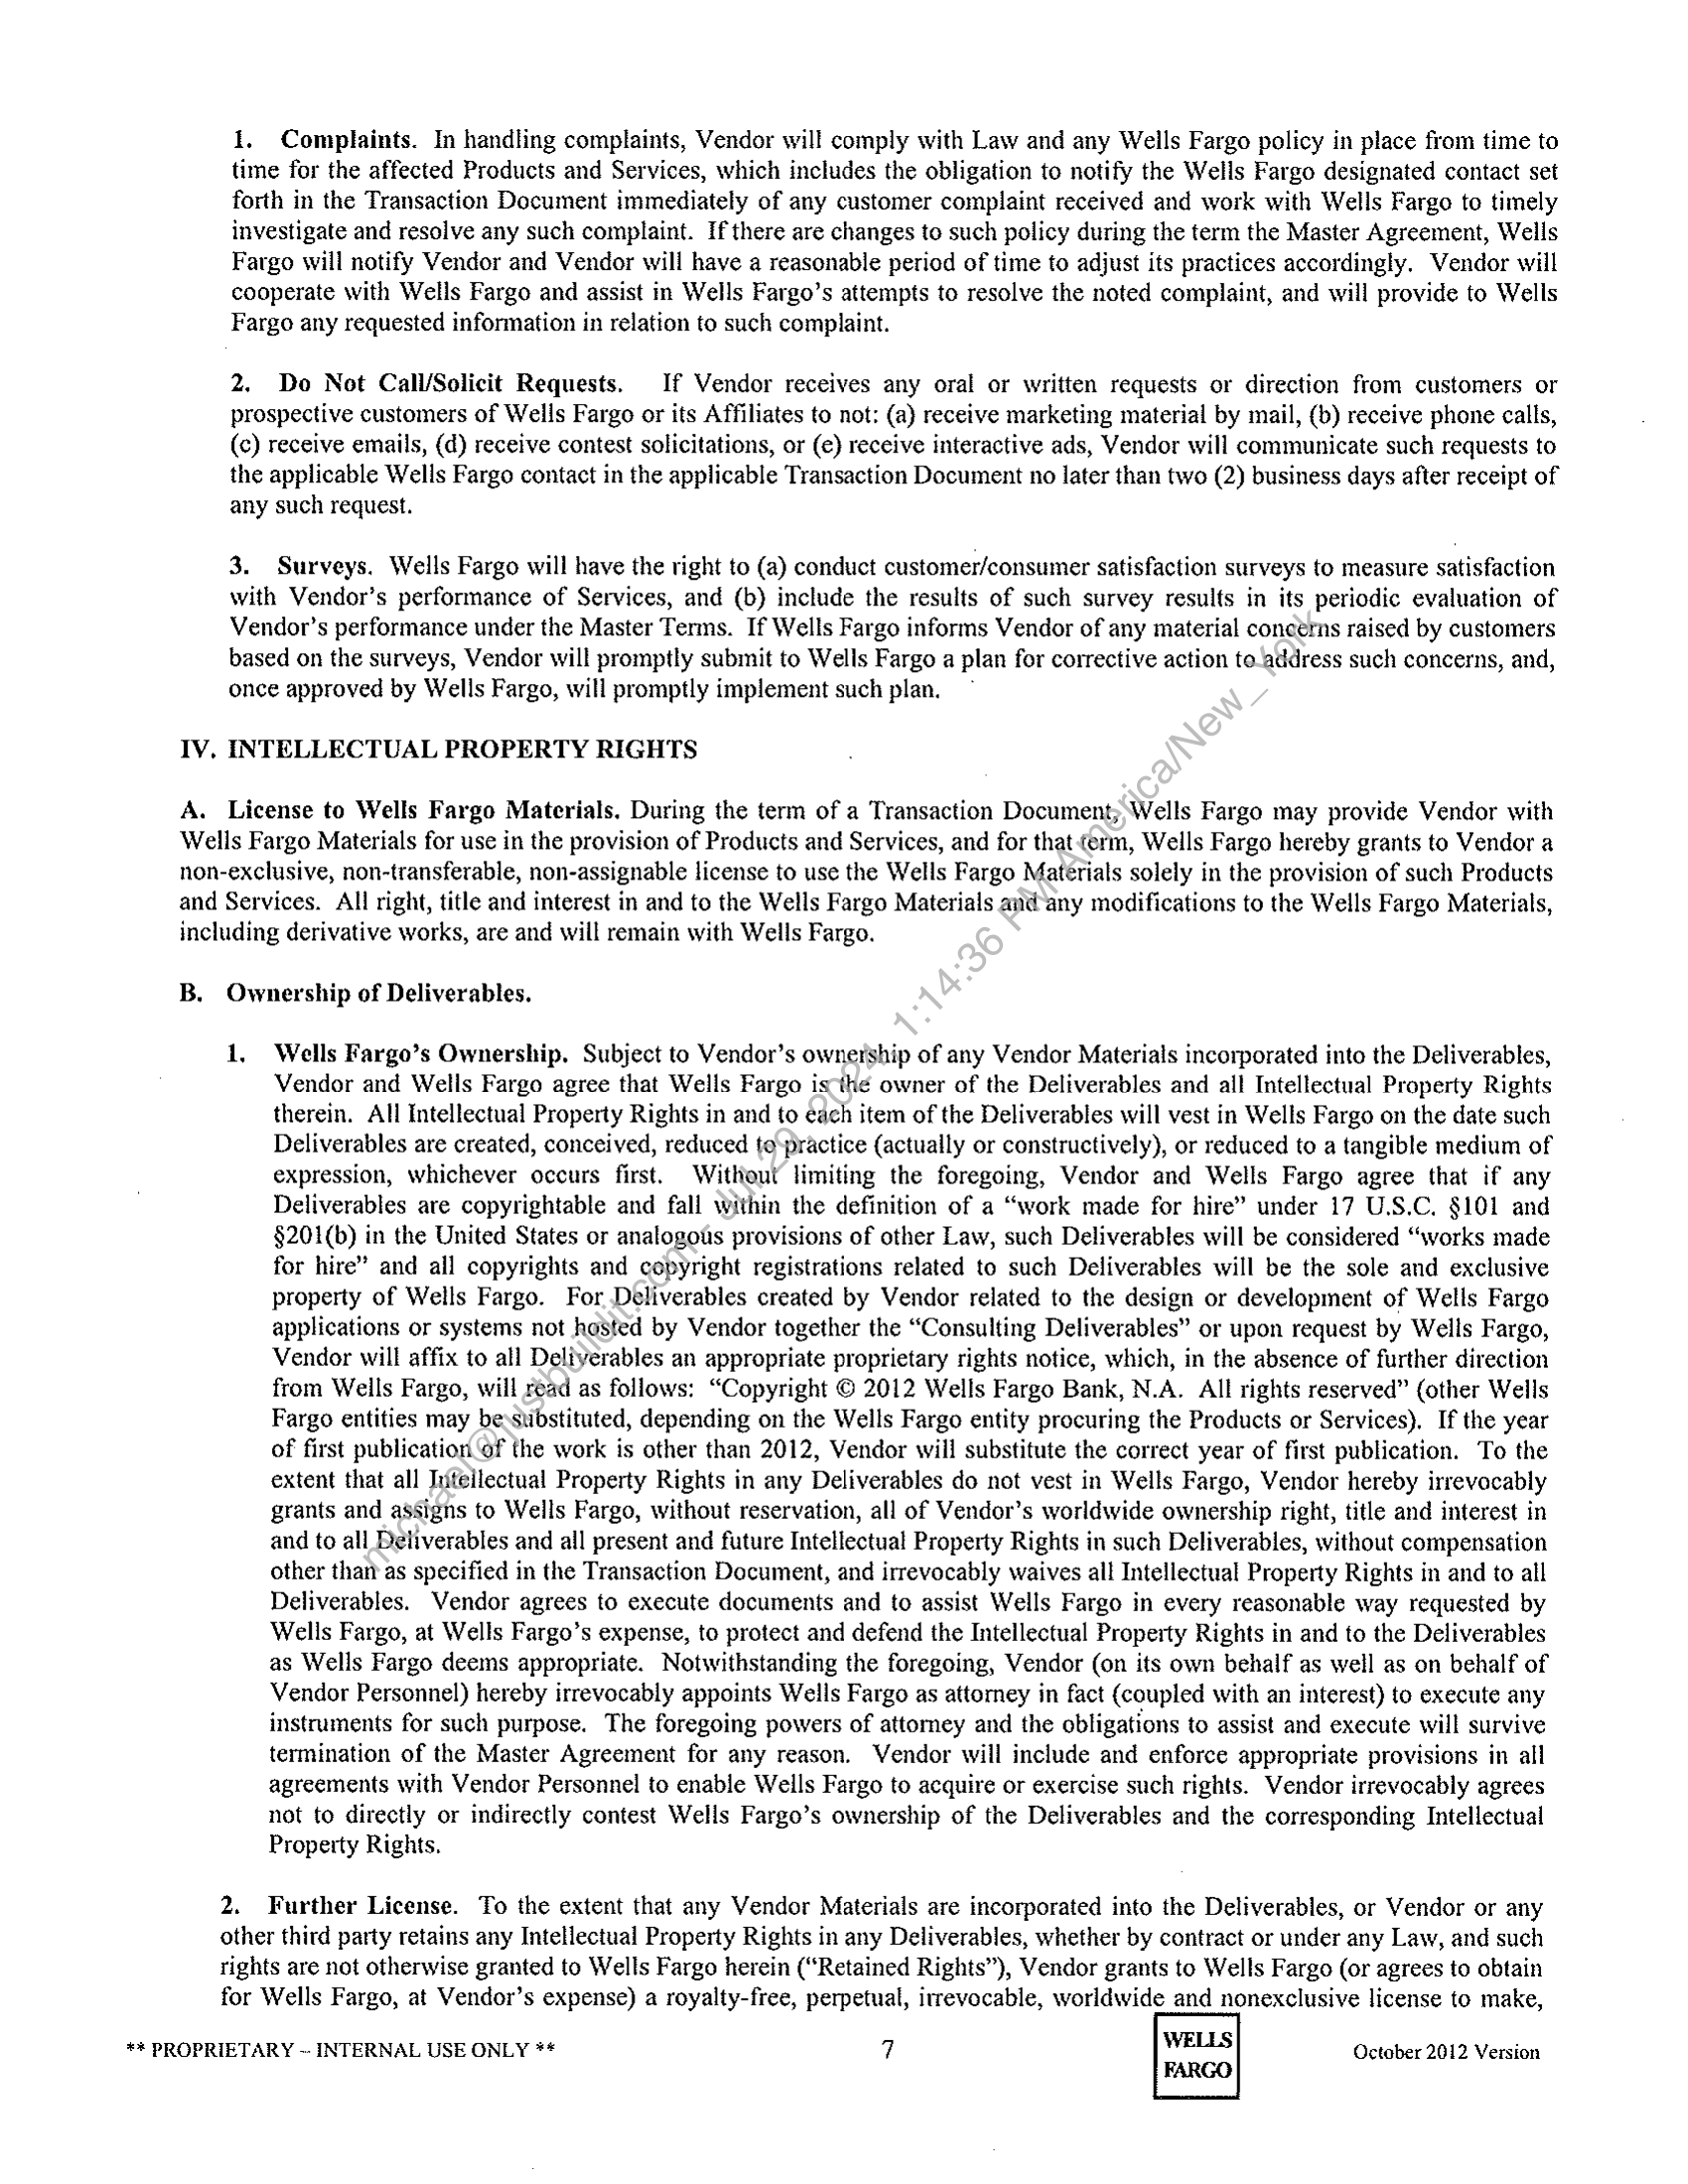 1. Complaints. In handling complaints, Vendor will comply with Law and any Wells Fargo policy in place from time to
time for the affected Products and Services, which includes the obligation to notify the Wells Fargo designated contact set
forth in the Transaction Document immediately of any customer complaint received and work with Wells Fargo to timely
investigate and resolve any such complaint. If there are changes to such policy during the term the Master Agreement, Wells
Fargo will notify Vendor and Vendor will have a reasonable period of time to adjust its practices accordingly. Vendor will
cooperate with Wells Fargo and assist in Wells Fargo's attempts to resolve the noted complaint, and will provide to Wells
Fargo any requested information in relation to such complaint.
2. Do Not Call/Solicit Requests. If Vendor receives any oral or written requests or direction from customers or
prospective customers of Wells Fargo or its Affiliates to not: (a) receive marketing material by mail, (b) receive phone calls,
(c) receive emails, (d) receive contest solicitations, or (e) receive interactive ads, Vendor will communicate such requests to
the applicable Wells Fargo contact in the applicable Transaction Document no later than two (2) business days after receipt of
any such request.
3. Surveys. Wells Fargo will have the right to (a) conduct customer/consumer satisfaction surveys to measure satisfaction
with Vendor's performance of Services, and (b) include the results of such survey results in its periodic evaluation of
Vendor's performance under the Master Terms. If Wells Fargo informs Vendor of any material concerns raised by customers
based on the surveys, Vendor will promptly submit to Wells Fargo a plan for corrective action to address such concerns, and,
once approved by Wells Fargo, will promptly implement such plan.
IV. INTELLECTUAL PROPERTY RIGHTS
A. License to Wells Fargo Materials. During the term of a Transaction Document, Wells Fargo may provide Vendor with
Wells Fargo Materials for use in the provision of Products and Services, and for that term, Wells Fargo hereby grants to Vendor a
non-exclusive, non-transferable, non-assignable license to use the Wells Fargo Materials solely in the provision of such Products
and Services. All right, title and interest in and to the Wells Fargo Materials and any modifications to the Wells Fargo Materials,
including derivative works, are and will remain with Wells Fargo.
B. Ownership of Deliverables.
1. Wells Fargo's Ownership. Subject to Vendor's ownership of any Vendor Materials incorporated into the Deliverables,
Vendor and Wells Fargo agree that Wells Fargo is the owner of the Deliverables and all Intellectual Property Rights
therein. All Intellectual Property Rights in and to each item of the Deliverables will vest in Wells Fargo on the date such
Deliverables are created, conceived, reduced to practice (actually or constructively), or reduced to a tangible medium of
expression, whichever occurs first. Without limiting the foregoing, Vendor and Wells Fargo agree that if any
Deliverables are copyrightable and fall within the definition of a "work made for hire" under 17 U.S.C. §101 and
§201(b) in the United States or analogous provisions of other Law, such Deliverables will be considered "works made
for hire" and all copyrights and copyright registrations related to such Deliverables will be the sole and exclusive
property of Wells Fargo. For Deliverables created by Vendor related to the design or development of Wells Fargo
applications or systems not hosted by Vendor together the "Consulting Deliverables" or upon request by Wells Fargo,
Vendor will affix to all Deliverables an appropriate proprietary rights notice, which, in the absence of further direction
from Wells Fargo, will read as follows: "Copyright © 2012 Wells Fargo Bank, N.A. All rights reserved" (other Wells
Fargo entities may be substituted, depending on the Wells Fargo entity procuring the Products or Services). If the year
of first publication of the work is other than 2012, Vendor will substitute the correct year of first publication. To the
extent that all Intellectual Property Rights in any Deliverables do not vest in Wells Fargo, Vendor hereby irrevocably
grants and assigns to Wells Fargo, without reservation, all of Vendor's worldwide ownership right, title and interest in
and to all Deliverables and all present and future Intellectual Property Rights in such Deliverables, without compensation
other than as specified in the Transaction Document, and irrevocably waives all Intellectual Property Rights in and to all
Deliverables. Vendor agrees to execute documents and to assist Wells Fargo in every reasonable way requested by
Wells Fargo, at Wells Fargo's expense, to protect and defend the Intellectual Property Rights in and to the Deliverables
as Wells Fargo deems appropriate. Notwithstanding the foregoing, Vendor (on its own behalf as well as on behalf of
Vendor Personnel) hereby irrevocably appoints Wells Fargo as attorney in fact (coupled with an interest) to execute any
instruments for such purpose. The foregoing powers of attorney and the obligations to assist and execute will survive
termination of the Master Agreement for any reason. Vendor will include and enforce appropriate provisions in all
agreements with Vendor Personnel to enable Wells Fargo to acquire or exercise such rights. Vendor irrevocably agrees
not to directly or indirectly contest Wells Fargo's ownership of the Deliverables and the corresponding Intellectual
Property Rights.
2. Further License. To the extent that any Vendor Materials are incorporated into the Deliverables, or Vendor or any
other third party retains any Intellectual Property Rights in any Deliverables, whether by contract or under any Law, and such
rights are not otherwise granted to Wells Fargo herein ("Retained Rights"), Vendor grants to Wells Fargo (or agrees to obtain
for Wells Fargo, at Vendor's expense) a royalty-free, perpetual, irrevocable, worldwide and nonexclusive license to make,
** PROPRIETARY – INTERNAL USE ONLY **
7
WELLS
FARGO
October 2012 Version
michael@justbuildit.com - Jul 29, 2024, 1:14:36 PM America/New_York